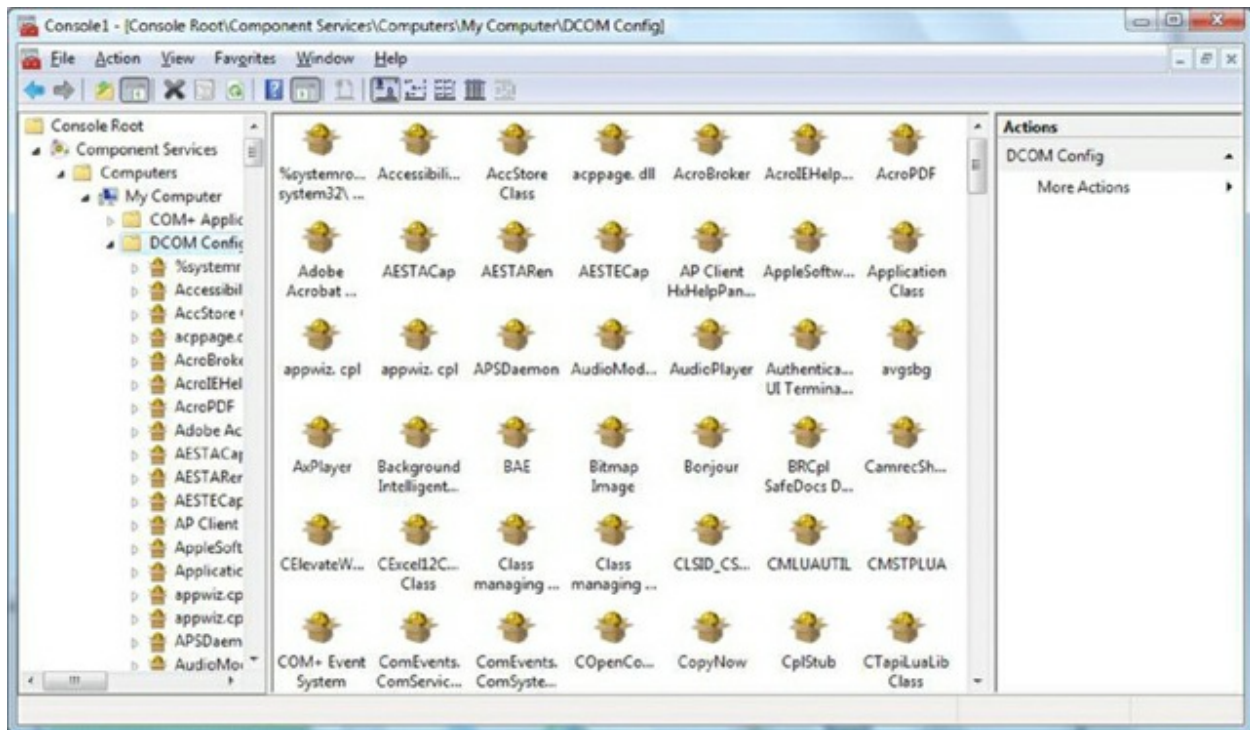 Console1 - [Console Root\Component Services\Computers\My Computer\DCOM Config]
File Action View Favorites Window Help
Console Root
Component Services
Computers
My Computer
COM+ Applic
DCOM Config
%systemr
Accessibil
AccStore
acppage.c
AcroBroke
AcroIEHel
AcroPDF
Adobe Ac
AESTACap
AESTARer
AESTECap
AP Client
AppleSoft
Applicatic
appwiz.cp
appwiz.cp
APSDaem
AudioMo
%systemro... Accessibili... AccStore acppage. dll AcroBroker AcroIEHelp... AcroPDF
system32\ ... Class
Adobe AESTACap AESTARen AESTECap AP Client AppleSoftw... Application
Acrobat ... HxHelpPan... Class
appwiz. cpl appwiz. cpl APSDaemon AudioMod... AudioPlayer Authentica... avgsbg
UI Termina...
AxPlayer Background BAE Bitmap Bonjour BRCpl CamrecSh...
Intelligent... Image SafeDocs D...
CElevateW... CExcel12C... Class Class CLSID_CS... CMLUAUTIL CMSTPLUA
Class managing ... managing ...
COM+ Event ComEvents. ComEvents. COpenCo... CopyNow CplStub CTapiLuaLib
System ComServic... ComSyste... Class
Actions
DCOM Config
More Actions